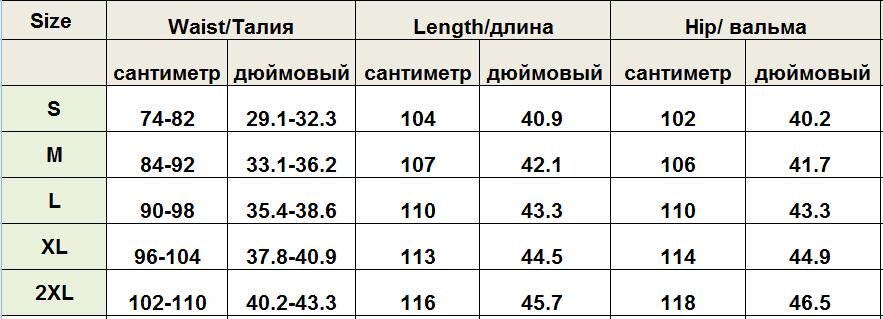 Size Waist/Талия Length/длина Hip/ вальма
сантиметр дюймовый сантиметр дюймовый сантиметр дюймовый
S 74-82 29.1-32.3 104 40.9 102 40.2
M 84-92 33.1-36.2 107 42.1 106 41.7
L 90-98 35.4-38.6 110 43.3 110 43.3
XL 96-104 37.8-40.9 113 44.5 114 44.9
2XL 102-110 40.2-43.3 116 45.7 118 46.5